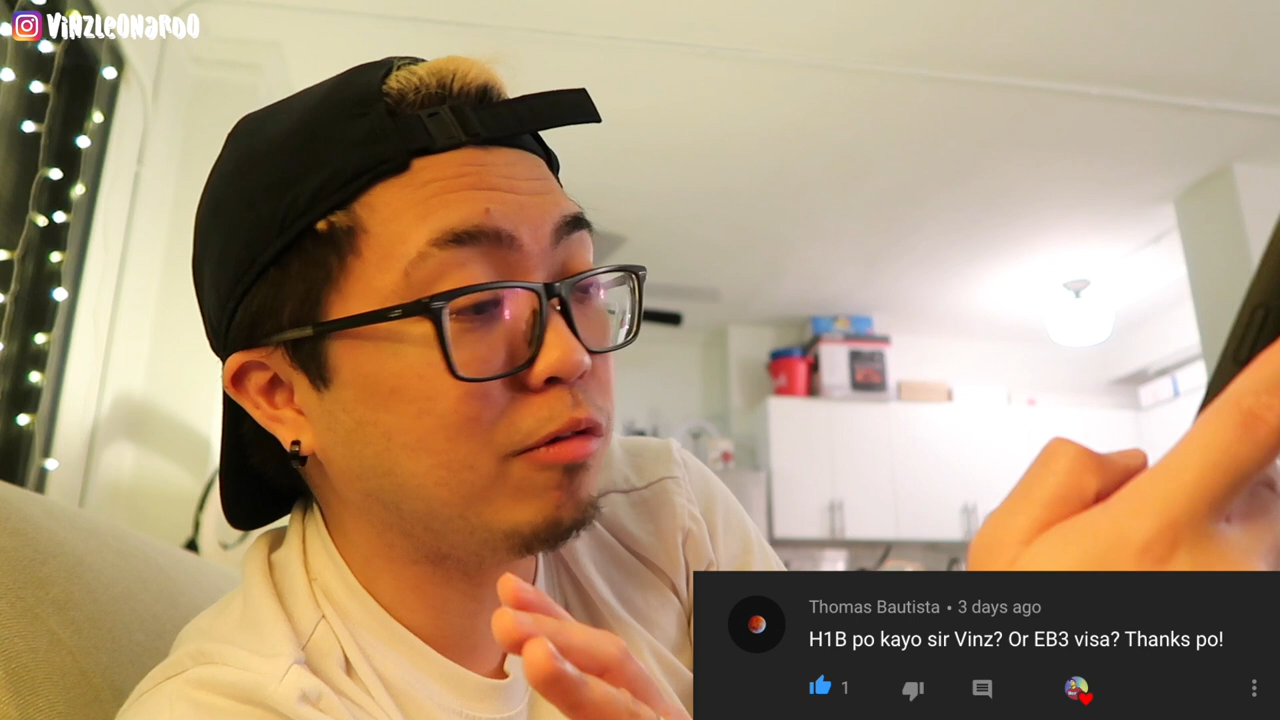 VINZLEONARDO
Thomas Bautista • 3 days ago
H1B po kayo sir Vinz? Or EB3 visa? Thanks po!
1